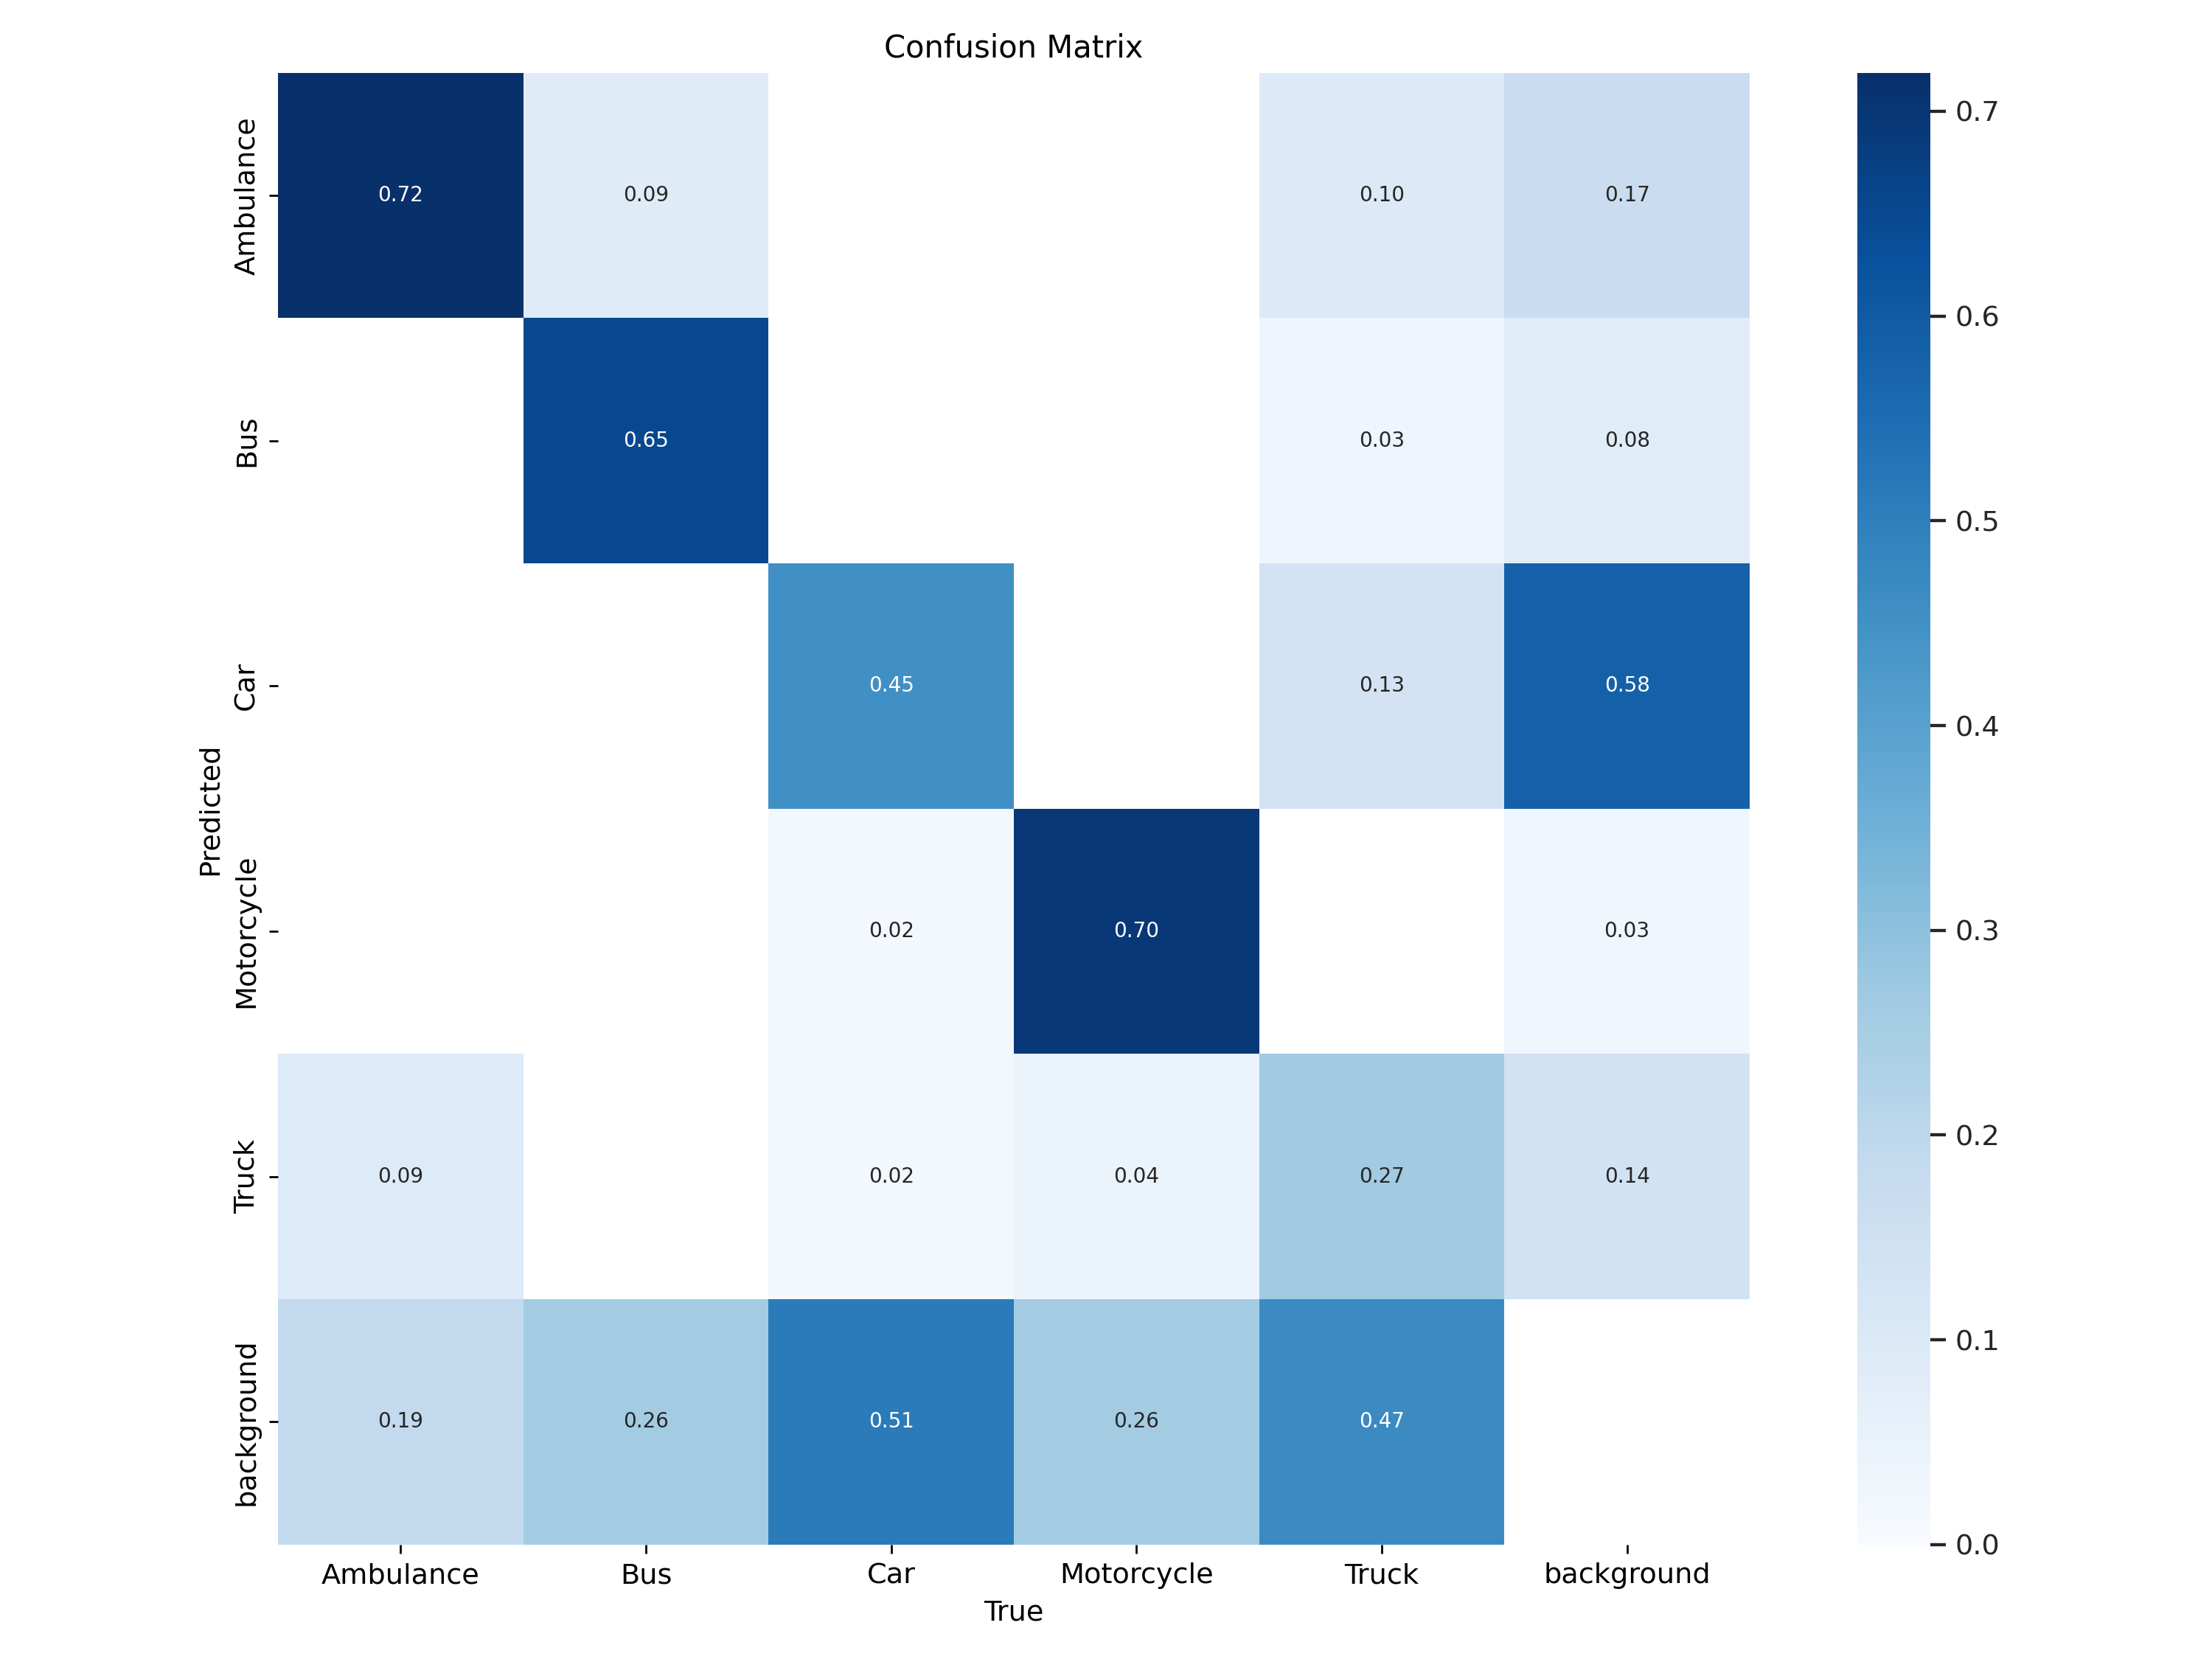 Confusion Matrix
Ambulance
0.72
0.09
0.10
0.17
Bus
0.65
0.03
0.08
Car
0.45
0.13
0.58
Predicted
Motorcycle
0.02
0.70
0.03
Truck
0.09
0.02
0.04
0.27
0.14
background
0.19
0.26
0.51
0.26
0.47
Ambulance
Bus
Car
Motorcycle
Truck
background
True
0.7
0.6
0.5
0.4
0.3
0.2
0.1
0.0